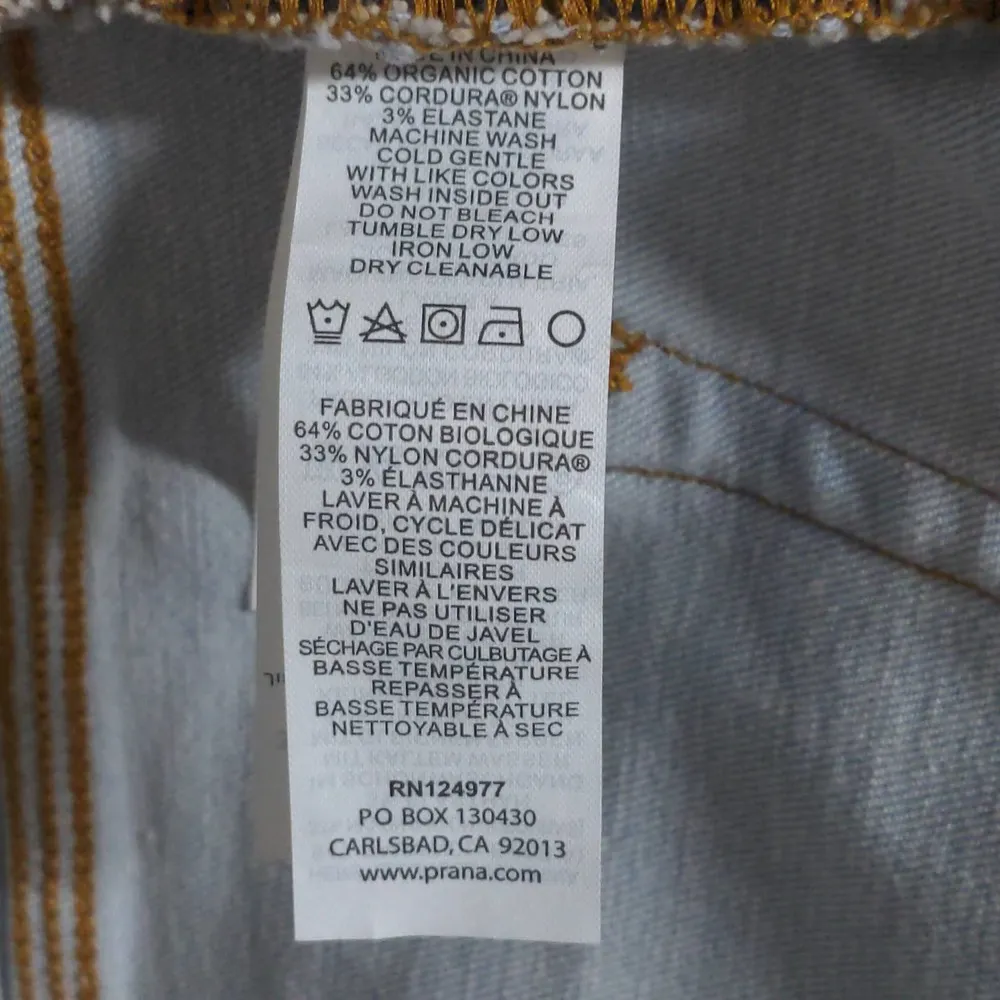 MADE IN CHINA
64% ORGANIC COTTON
33% CORDURA® NYLON
3% ELASTANE
MACHINE WASH
COLD GENTLE
WITH LIKE COLORS
WASH INSIDE OUT
DO NOT BLEACH
TUMBLE DRY LOW
IRON LOW
DRY CLEANABLE
FABRIQUÉ EN CHINE
64% COTON BIOLOGIQUE
33% NYLON CORDURA®
3% ÉLASTHANNE
LAVER À MACHINE À
FROID, CYCLE DÉLICAT
AVEC DES COULEURS
SIMILAIRES
LAVER À L'ENVERS
NE PAS UTILISER
D'EAU DE JAVEL
SÉCHAGE PAR CULBUTAGE À
BASSE TEMPÉRATURE
REPASSER À
BASSE TEMPÉRATURE
NETTOYABLE À SEC
RN124977
PO BOX 130430
CARLSBAD, CA 92013
www.prana.com